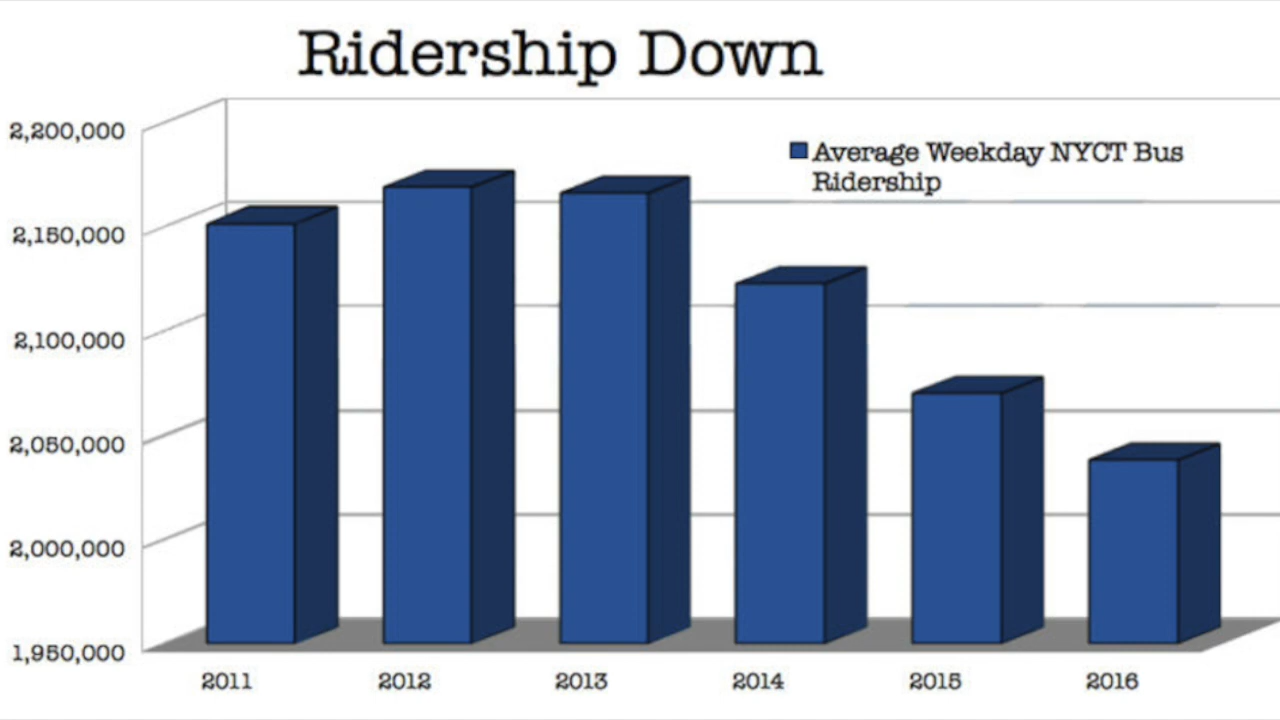 Ridership Down
2,200,000
Average Weekday NYCT Bus
Ridership
2,150,000
2,100,000
2,050,000
2,000,000
1,950,000
2011 2012 2013 2014 2015 2016